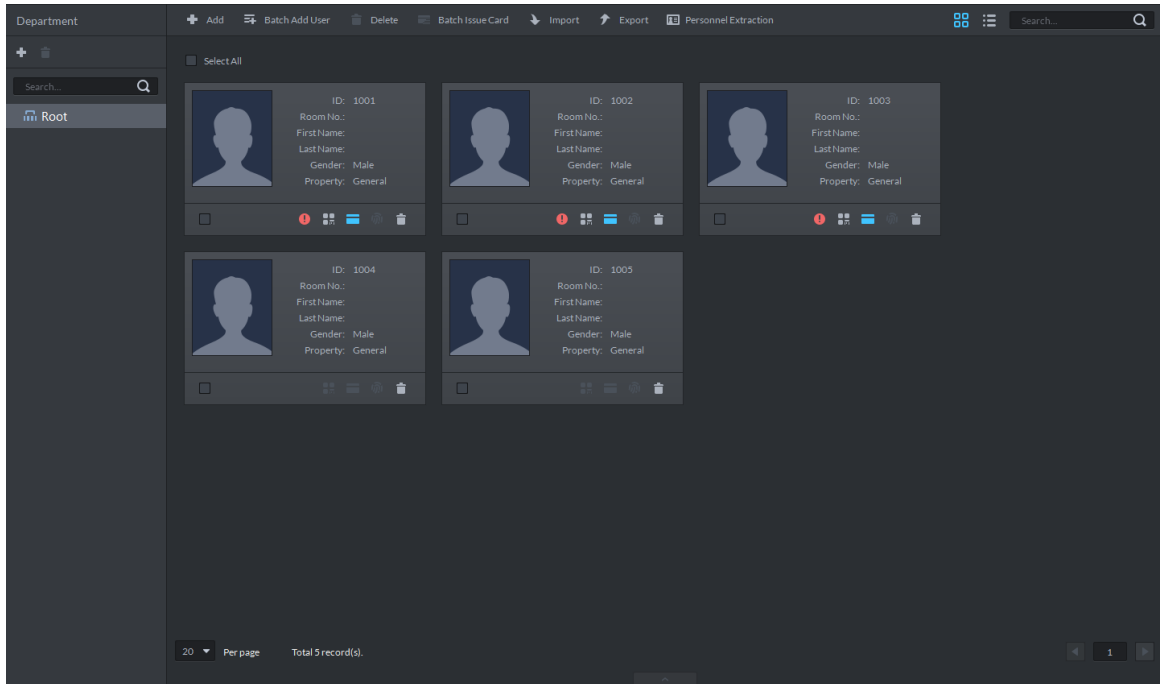 Department
Add Batch Add User Delete Batch Issue Card Import Export Personnel Extraction Search...
Select All
Search...
Root
ID: 1001
Room No.:
First Name:
Last Name:
Gender: Male
Property: General
ID: 1002
Room No.:
First Name:
Last Name:
Gender: Male
Property: General
ID: 1003
Room No.:
First Name:
Last Name:
Gender: Male
Property: General
ID: 1004
Room No.:
First Name:
Last Name:
Gender: Male
Property: General
ID: 1005
Room No.:
First Name:
Last Name:
Gender: Male
Property: General
20 Per page Total 5 record(s). 1